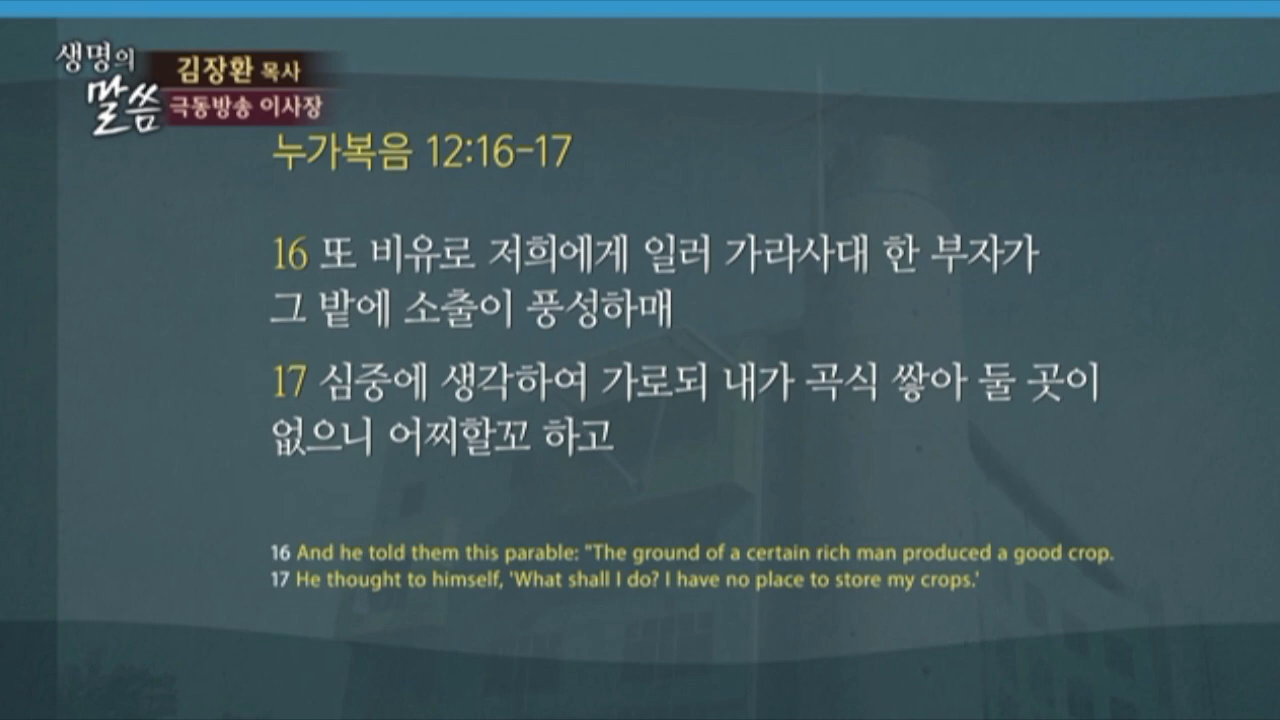 생명의
말씀
김장환 목사
극동방송 이사장
누가복음 12:16-17
16 또 비유로 저희에게 일러 가라사대 한 부자가
그 밭에 소출이 풍성하매
17 심중에 생각하여 가로되 내가 곡식 쌓아 둘 곳이
없으니 어찌할꼬 하고
16 And he told them this parable: "The ground of a certain rich man produced a good crop.
17 He thought to himself, 'What shall I do? I have no place to store my crops.'